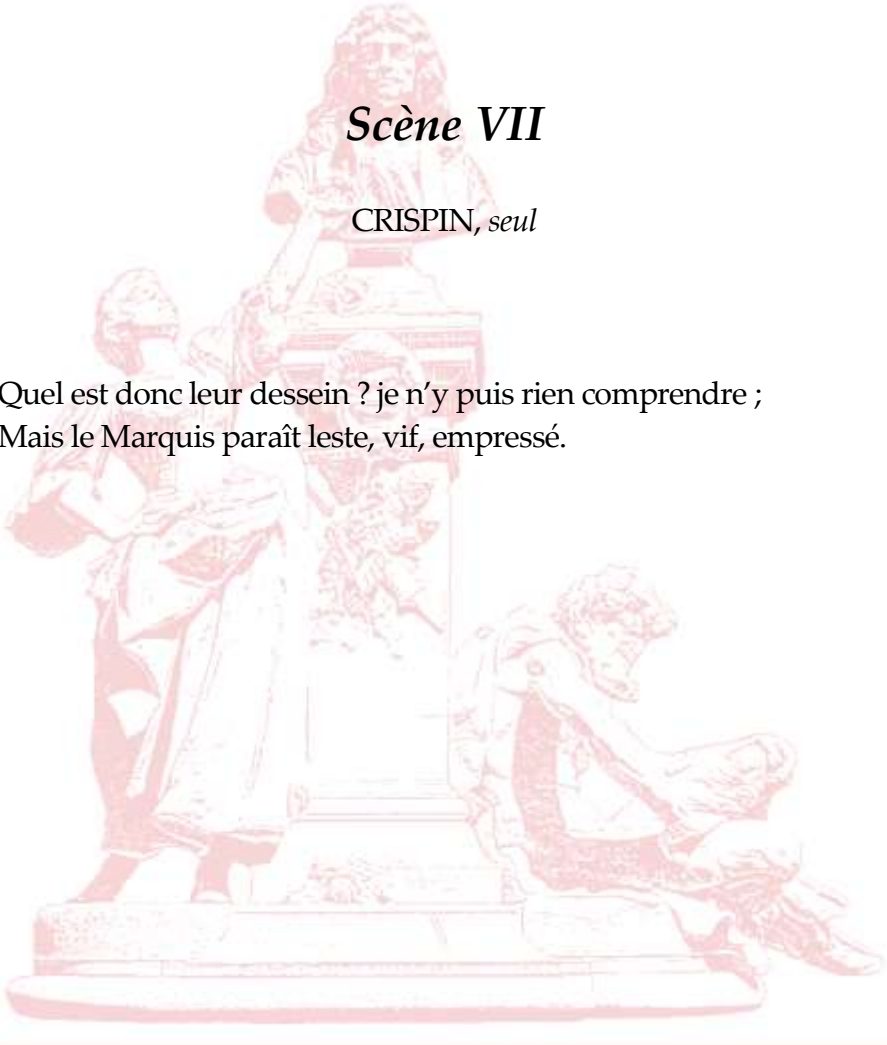 Scène VII
CRISPIN, seul
Quel est donc leur dessein ? je n’y puis rien comprendre ;
Mais le Marquis paraît leste, vif, empressé.